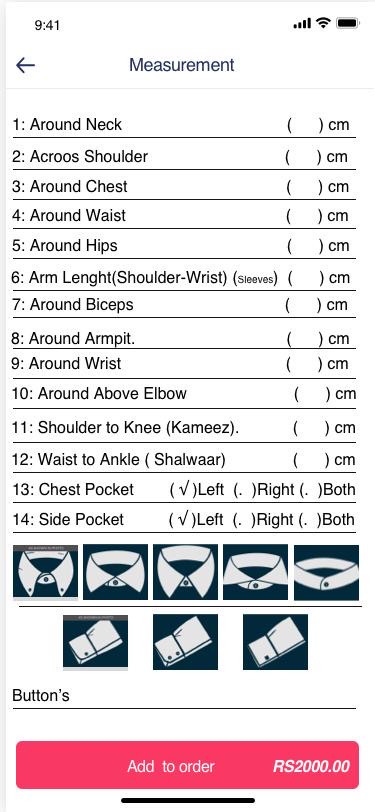 9:41
Measurement
1: Around Neck ( ) cm
2: Acroos Shoulder ( ) cm
3: Around Chest ( ) cm
4: Around Waist ( ) cm
5: Around Hips ( ) cm
6: Arm Lenght(Shoulder-Wrist) (Sleeves) ( ) cm
7: Around Biceps ( ) cm
8: Around Armpit. ( ) cm
9: Around Wrist ( ) cm
10: Around Above Elbow ( ) cm
11: Shoulder to Knee (Kameez). ( ) cm
12: Waist to Ankle ( Shalwaar) ( ) cm
13: Chest Pocket (√)Left (. )Right (. )Both
14: Side Pocket (√)Left (. )Right (. )Both
Button's
Add to order RS2000.00